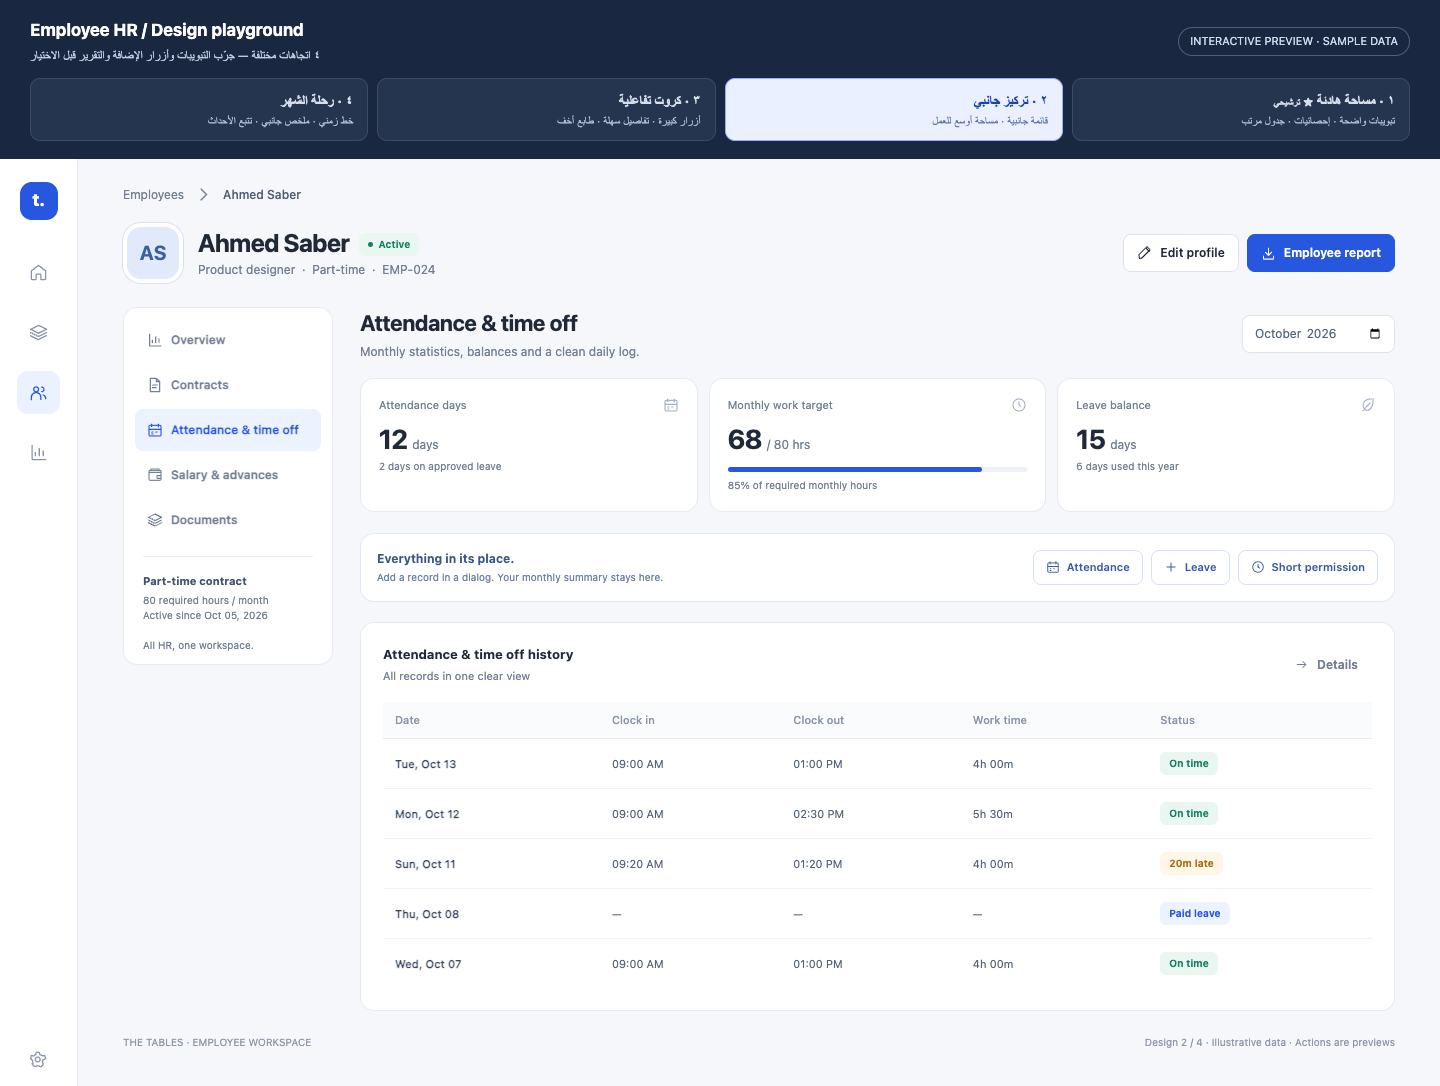 Employee HR / Design playground
٤ اتجاهات مختلفة — جرّب التبويبات وأزرار الإضافة والتقرير قبل الاختيار
INTERACTIVE PREVIEW · SAMPLE DATA
٠١ · مساحة هادئة ★ ترشيحي
تبويبات واضحة · إحصائيات · جدول مرتب
٠٢ · تركيز جانبي
قائمة جانبية · مساحة أوسع للعمل
٠٣ · كروت تفاعلية
أزرار كبيرة · تفاصيل سهلة · طابع أخف
٠٤ · رحلة الشهر
خط زمني · ملخص جانبي · تتبع الأحداث
t.
Employees > Ahmed Saber
AS
Ahmed Saber
Active
Product designer · Part-time · EMP-024
Edit profile
Employee report
Overview
Contracts
Attendance & time off
Salary & advances
Documents
Part-time contract
80 required hours / month
Active since Oct 05, 2026
All HR, one workspace.
Attendance & time off
Monthly statistics, balances and a clean daily log.
October 2026
Attendance days
12 days
2 days on approved leave
Monthly work target
68 / 80 hrs
85% of required monthly hours
Leave balance
15 days
6 days used this year
Everything in its place.
Add a record in a dialog. Your monthly summary stays here.
Attendance
+ Leave
Short permission
Attendance & time off history
All records in one clear view
→ Details
Date Clock in Clock out Work time Status
Tue, Oct 13 09:00 AM 01:00 PM 4h 00m On time
Mon, Oct 12 09:00 AM 02:30 PM 5h 30m On time
Sun, Oct 11 09:20 AM 01:20 PM 4h 00m 20m late
Thu, Oct 08 — — — Paid leave
Wed, Oct 07 09:00 AM 01:00 PM 4h 00m On time
THE TABLES · EMPLOYEE WORKSPACE
Design 2 / 4 · Illustrative data · Actions are previews